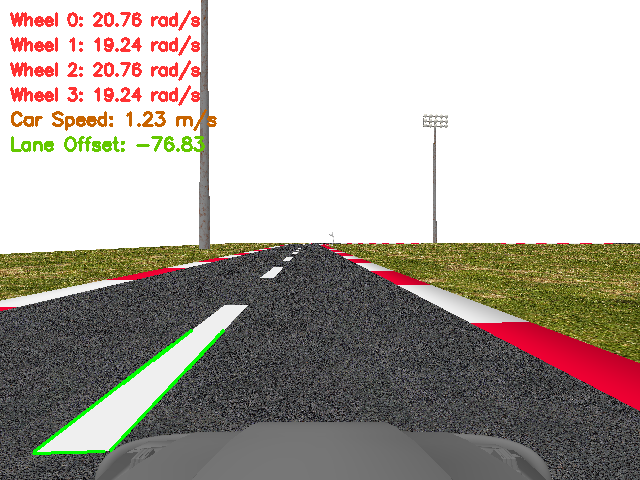 Wheel 0: 20.76 rad/s
Wheel 1: 19.24 rad/s
Wheel 2: 20.76 rad/s
Wheel 3: 19.24 rad/s
Car Speed: 1.23 m/s
Lane Offset: -76.83